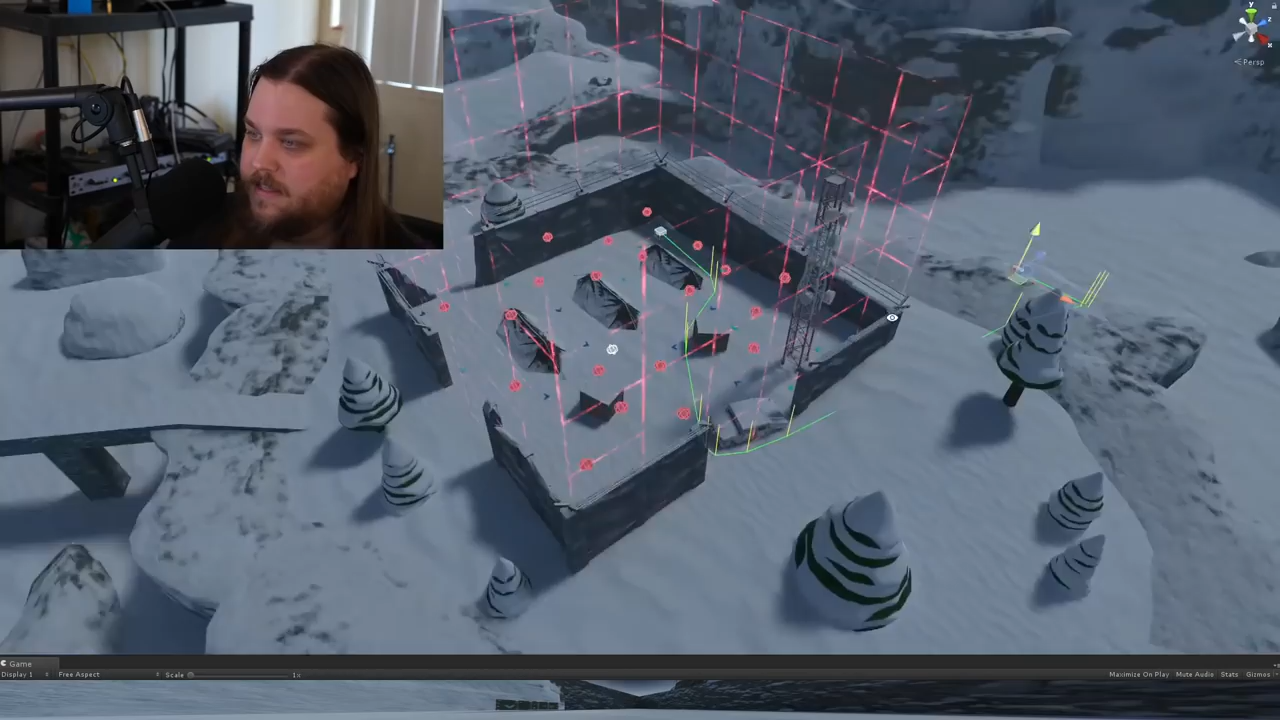 y
z
x
Persp
Game
Display 1 Free Aspect Scale 1x Maximize On Play Mute Audio Stats Gizmos